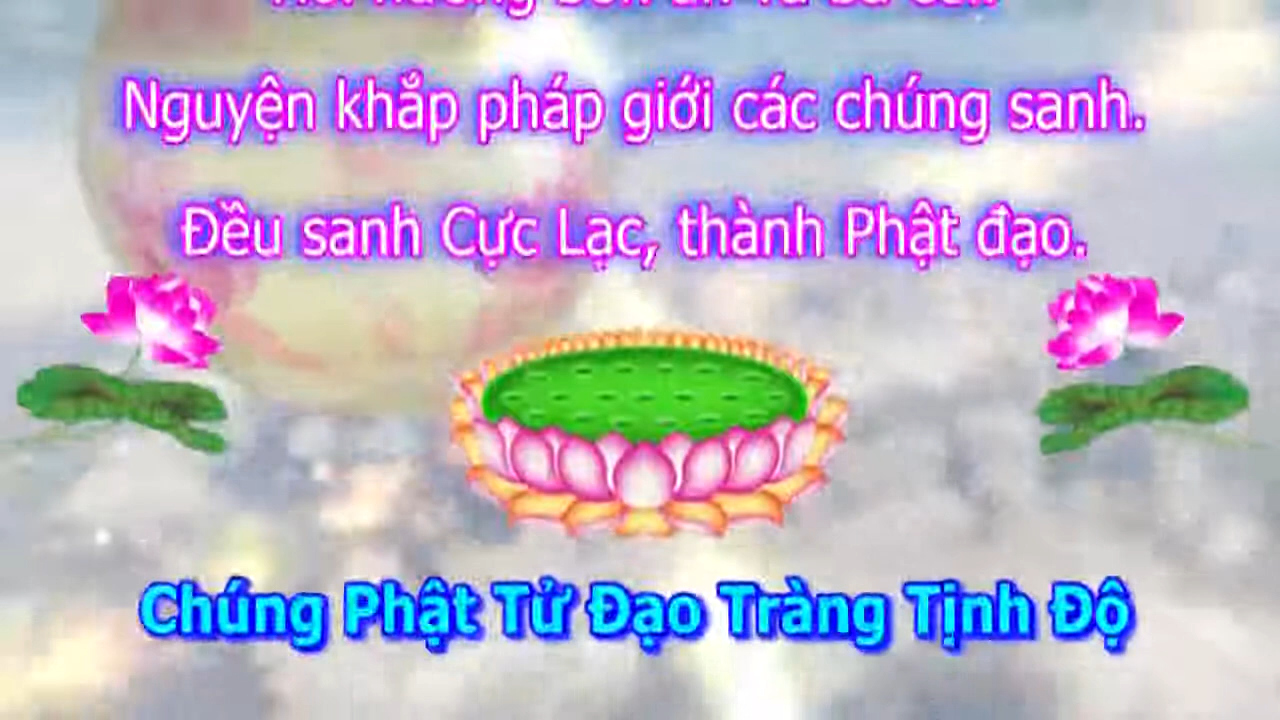 Nguyện khắp pháp giới các chúng sanh.
Đều sanh Cực Lạc, thành Phật đạo.
Chúng Phật Tử Đạo Tràng Tịnh Độ